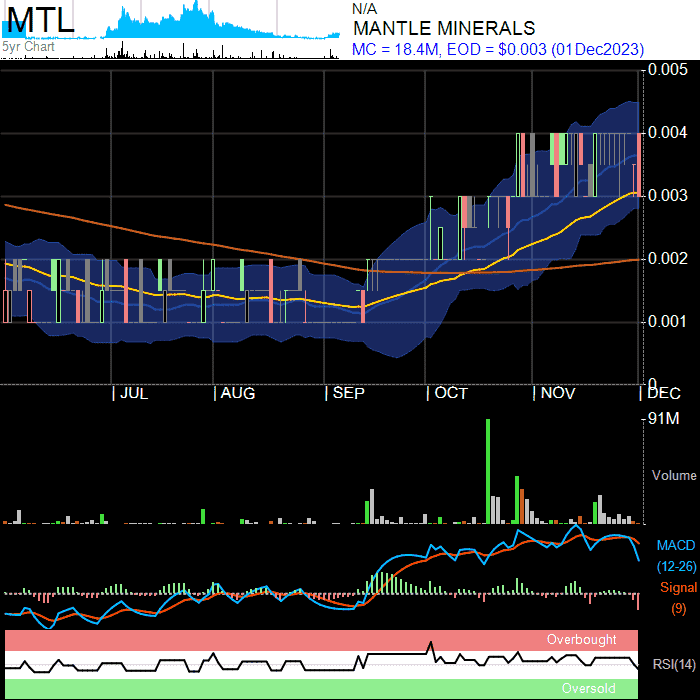 MTL
5yr Chart
N/A
MANTLE MINERALS
MC = 18.4M, EOD = $0.003 (01Dec2023)
0.005
0.004
0.003
0.002
0.001
0
JUL AUG SEP OCT NOV DEC
91M
Volume
MACD
(12-26)
Signal
(9)
Overbought
RSI(14)
Oversold